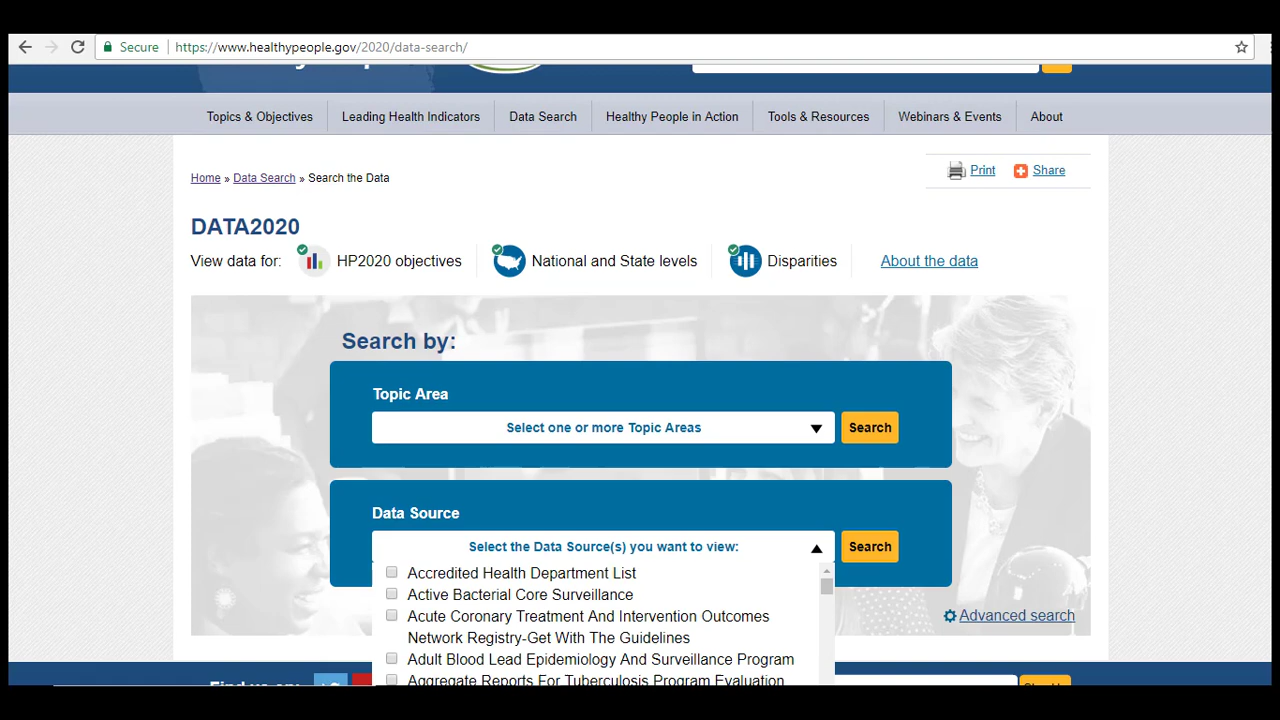 Secure https://www.healthypeople.gov/2020/data-search/
Topics & Objectives Leading Health Indicators Data Search Healthy People in Action Tools & Resources Webinars & Events About
Home » Data Search » Search the Data
Print Share
DATA2020
View data for: HP2020 objectives National and State levels Disparities About the data
Search by:
Topic Area
Select one or more Topic Areas Search
Data Source
Select the Data Source(s) you want to view: Search
Accredited Health Department List
Active Bacterial Core Surveillance
Acute Coronary Treatment And Intervention Outcomes
Network Registry-Get With The Guidelines
Advanced search
Adult Blood Lead Epidemiology And Surveillance Program
Aggregate Reports For Tuberculosis Program Evaluation
Find us on: